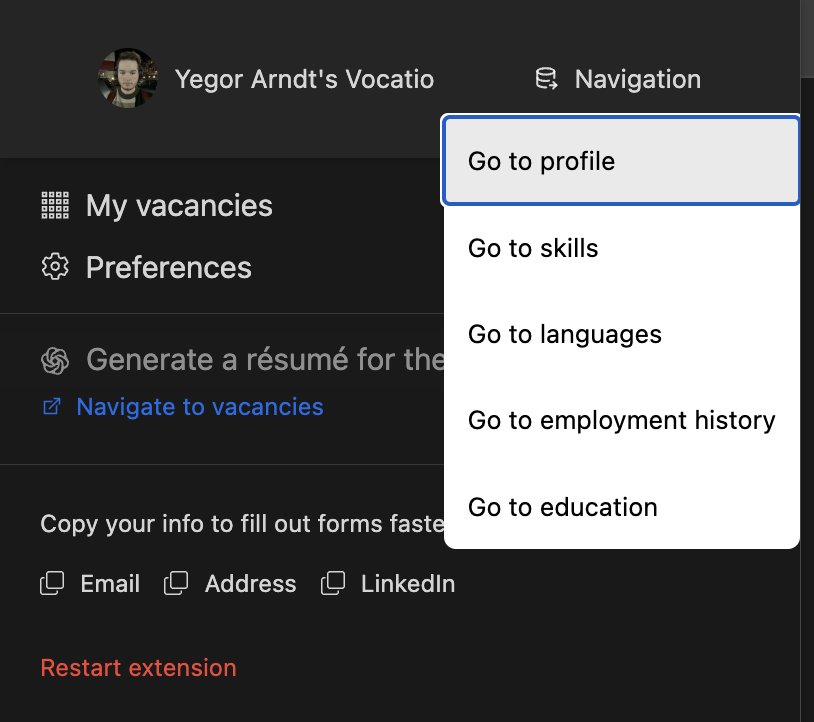 Yegor Arndt's Vocatio
Navigation
Go to profile
Go to skills
Go to languages
Go to employment history
Go to education
My vacancies
Preferences
Generate a résumé for the
Navigate to vacancies
Copy your info to fill out forms faste
Email
Address
LinkedIn
Restart extension